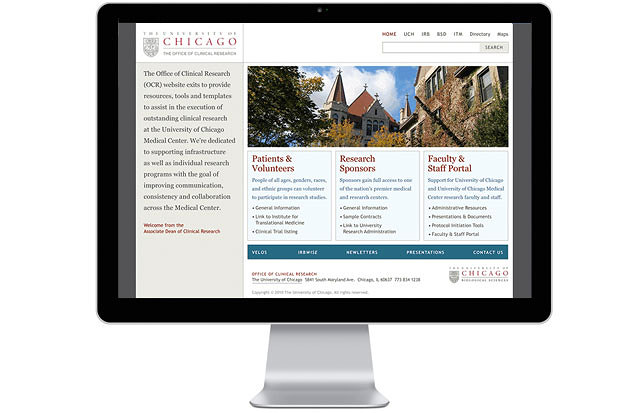 THE UNIVERSITY OF
CHICAGO
THE OFFICE OF CLINICAL RESEARCH
HOME UCH IRB BSD ITM Directory Maps
SEARCH
The Office of Clinical Research
(OCR) website exits to provide
resources, tools and templates
to assist in the execution of
outstanding clinical research
at the University of Chicago
Medical Center. We're dedicated
to supporting infrastructure
as well as individual research
programs with the goal of
improving communication,
consistency and collaboration
across the Medical Center.
Welcome from the
Associate Dean of Clinical Research
Patients &
Volunteers
People of all ages, genders, races,
and ethnic groups can volunteer
to participate in research studies.
• General Information
• Link to Institute for
Translational Medicine
• Clinical Trial listing
Research
Sponsors
Sponsors gain full access to one
of the nation's premier medical
and research centers.
• General Information
• Sample Contracts
• Link to University
Research Administration
Faculty &
Staff Portal
Support for University of Chicago
and University of Chicago Medical
Center research faculty and staff.
• Administrative Resources
• Presentations & Documents
• Protocol Initiation Tools
• Faculty & Staff Portal
VELOS IRBWISE NEWLETTERS PRESENTATIONS CONTACT US
OFFICE OF CLINICAL RESEARCH
The University of Chicago 5841 South Maryland Ave. Chicago, IL 60637 773 834 1238
Copyright © 2010 The University of Chicago. All rights reserved.
THE UNIVERSITY OF
CHICAGO
BIOLOGICAL SCIENCES